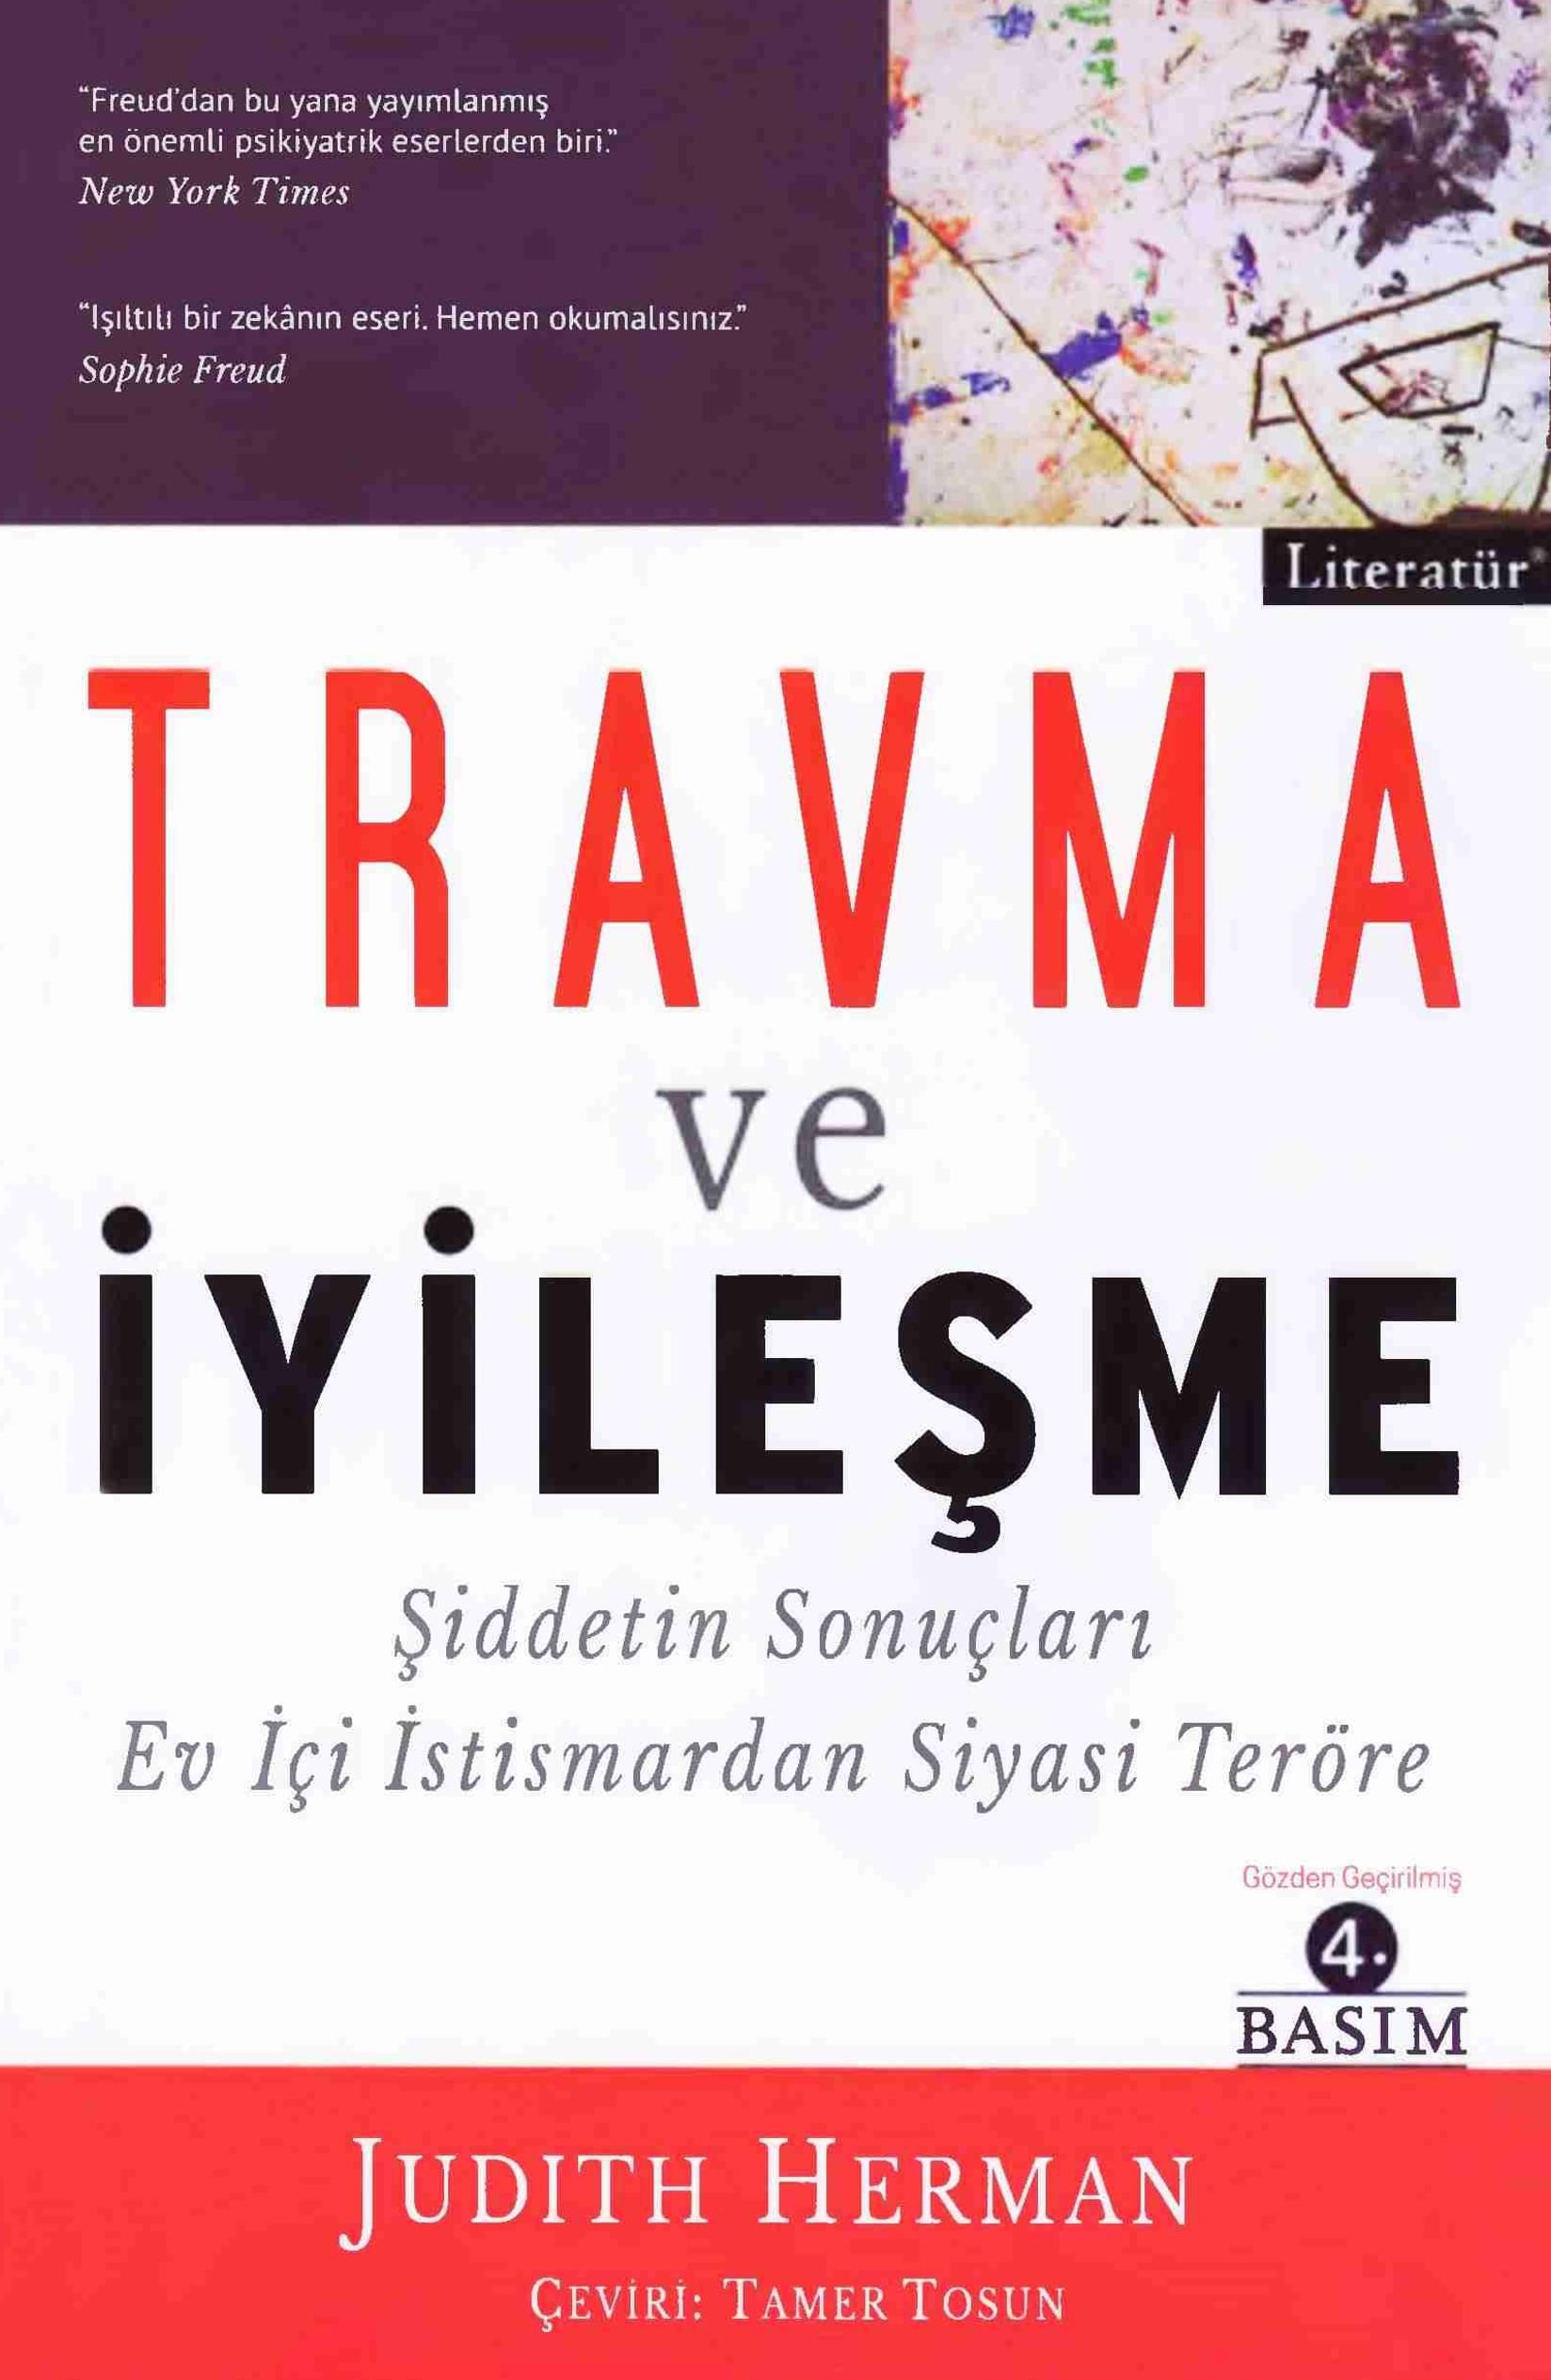 “Freud'dan bu yana yayımlanmış
en önemli psikiyatrik eserlerden biri.”
New York Times
“Işıltılı bir zekânın eseri. Hemen okumalısınız.”
Sophie Freud
Literatür®
TRAVMA
ve
İYİLEŞME
Şiddetin Sonuçları
Ev İçi İstismardan Siyasi Teröre
Gözden Geçirilmiş
4.
BASIM
JUDITH HERMAN
ÇEVİRİ: TAMER TOSUN